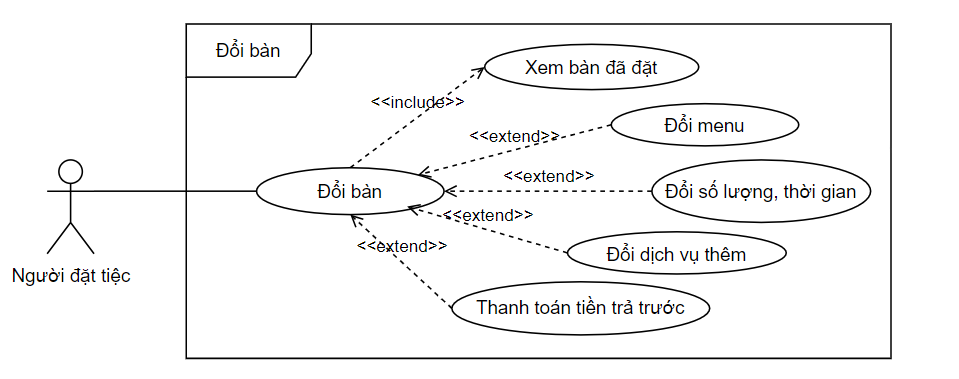 Đổi bàn
Xem bàn đã đặt
<<include>>
Đổi menu
<<extend>>
<<extend>>
Đổi bàn
Đổi số lượng, thời gian
<<extend>>
<<extend>>
Đổi dịch vụ thêm
Người đặt tiệc
Thanh toán tiền trả trước